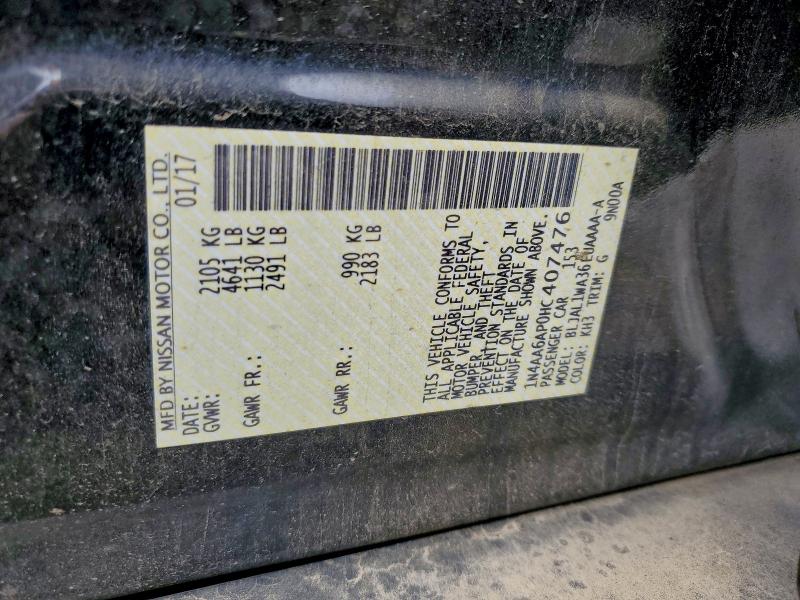 MFD BY NISSAN MOTOR CO., LTD.
DATE: 01/17
GVWR: 2105 KG
4641 LB
GAWR FR.: 1130 KG
2491 LB
GAWR RR.: 990 KG
2183 LB
THIS VEHICLE CONFORMS TO
ALL APPLICABLE FEDERAL
MOTOR VEHICLE SAFETY,
BUMPER, AND THEFT
PREVENTION STANDARDS IN
EFFECT ON THE DATE OF
MANUFACTURE SHOWN ABOVE.
1N4AA6AP0HC407476
PASSENGER CAR 153
MODEL: BLJALIWA36EUAAAA-A
COLOR: KH3 TRIM: G 9N00A